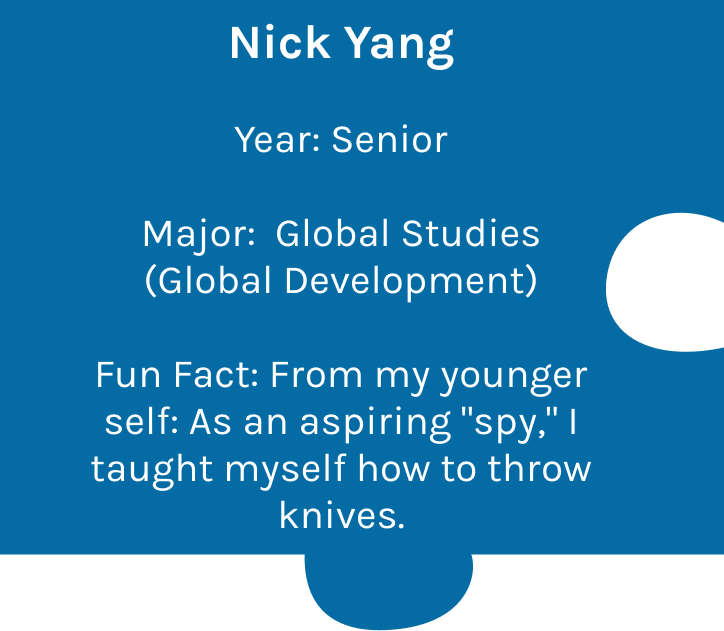 Nick Yang
Year: Senior
Major:  Global Studies
(Global Development)
Fun Fact: From my younger
self: As an aspiring "spy," I
taught myself how to throw
knives.